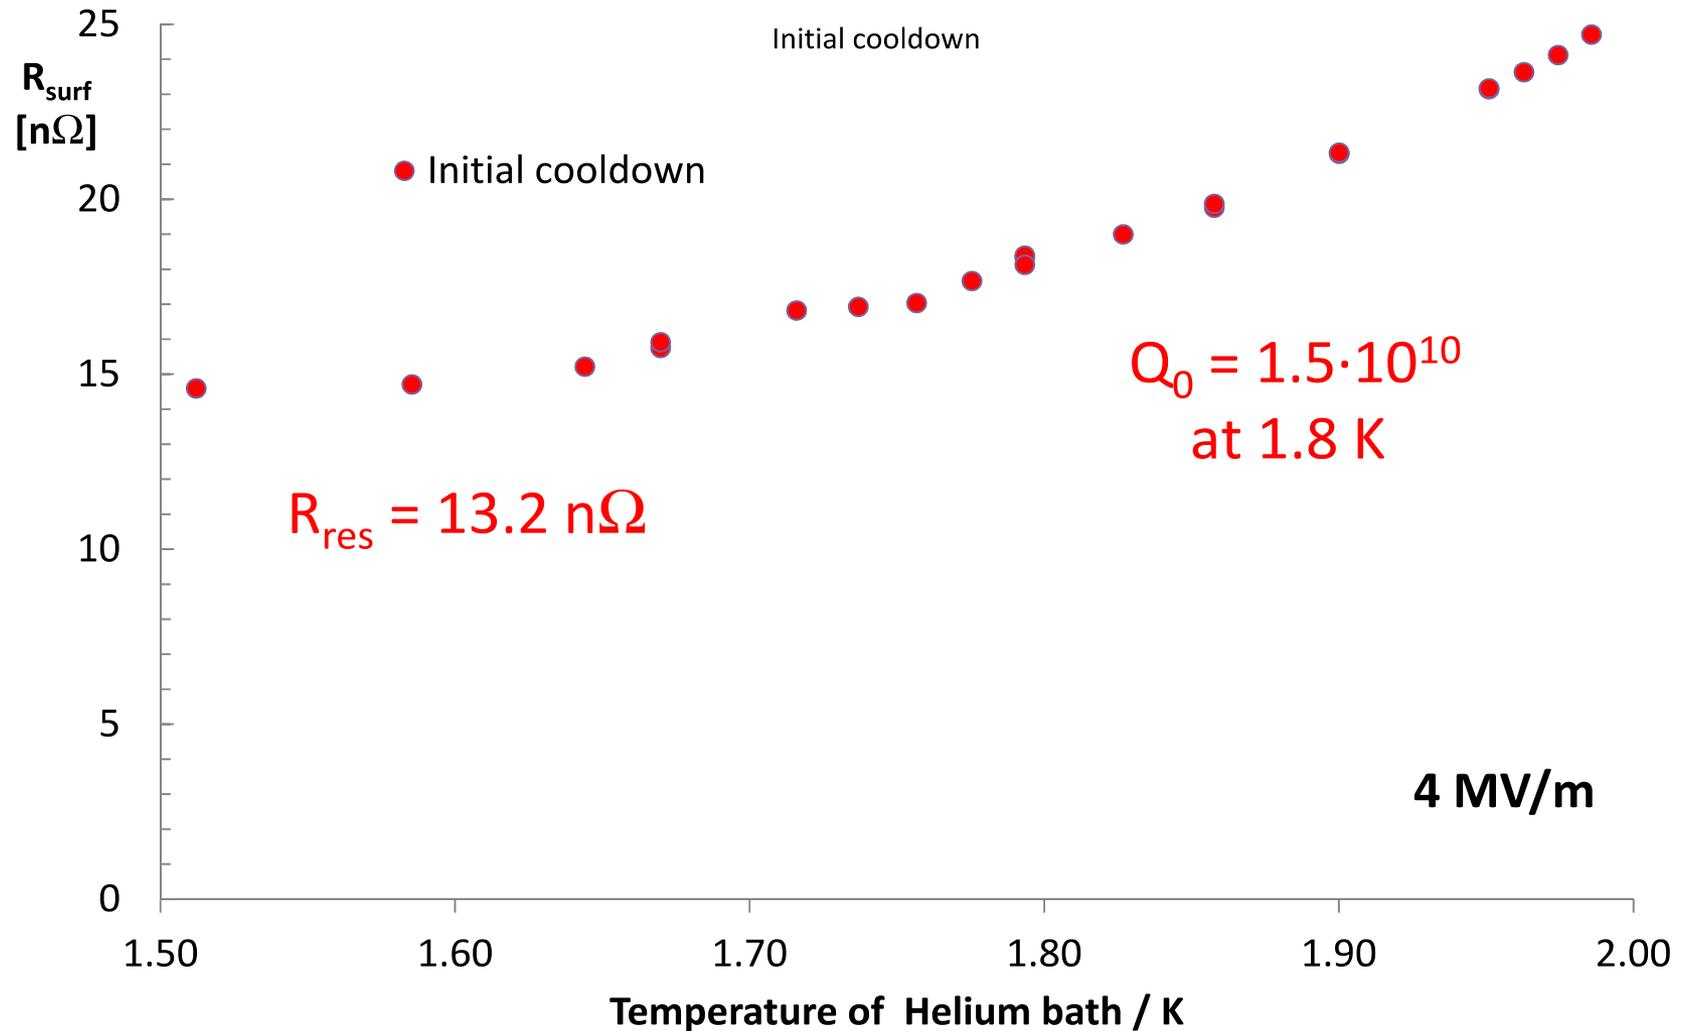 Initial cooldown
R_surf
[nΩ]
25
20
15
10
5
0
Initial cooldown
Q₀ = 1.5·10¹⁰
at 1.8 K
R_res = 13.2 nΩ
4 MV/m
1.50 1.60 1.70 1.80 1.90 2.00
Temperature of  Helium bath / K